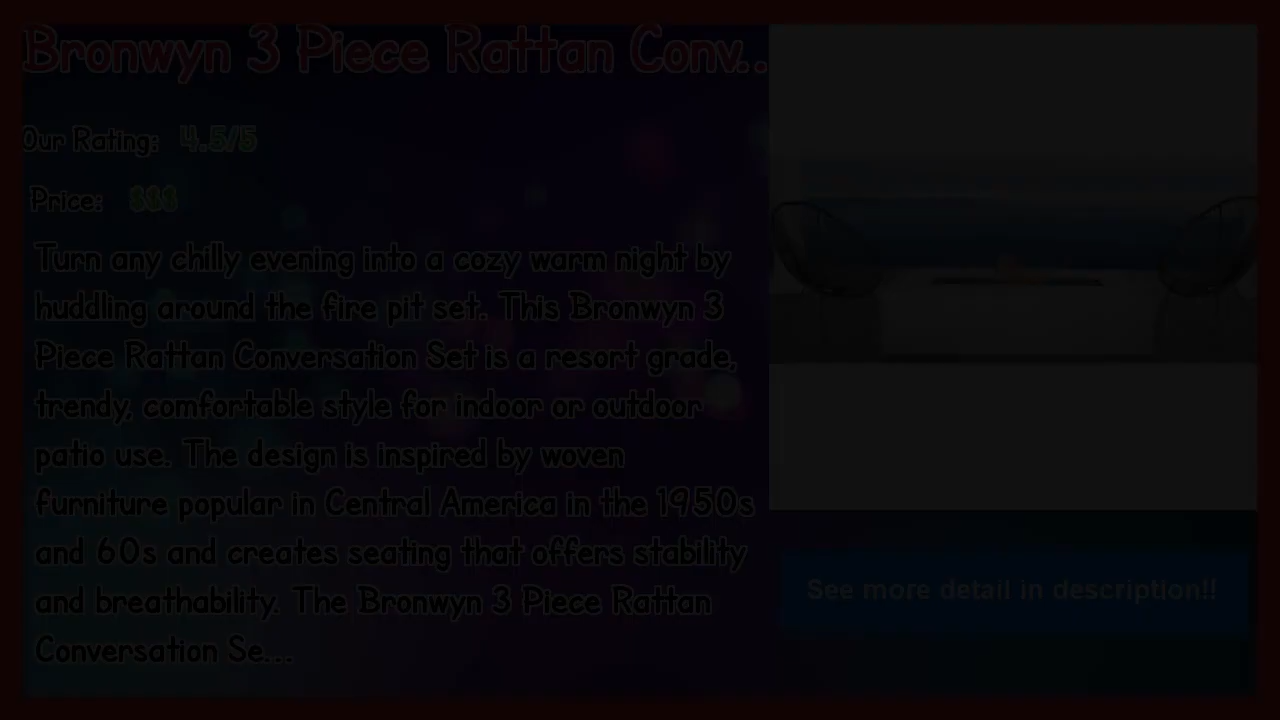 Bronwyn 3 Piece Rattan Conv..
Our Rating: 4.5/5
Price: $$$
Turn any chilly evening into a cozy warm night by
huddling around the fire pit set. This Bronwyn 3
Piece Rattan Conversation Set is a resort grade,
trendy, comfortable style for indoor or outdoor
patio use. The design is inspired by woven
furniture popular in Central America in the 1950s
and 60s and creates seating that offers stability
and breathability. The Bronwyn 3 Piece Rattan
Conversation Se...
See more detail in description!!